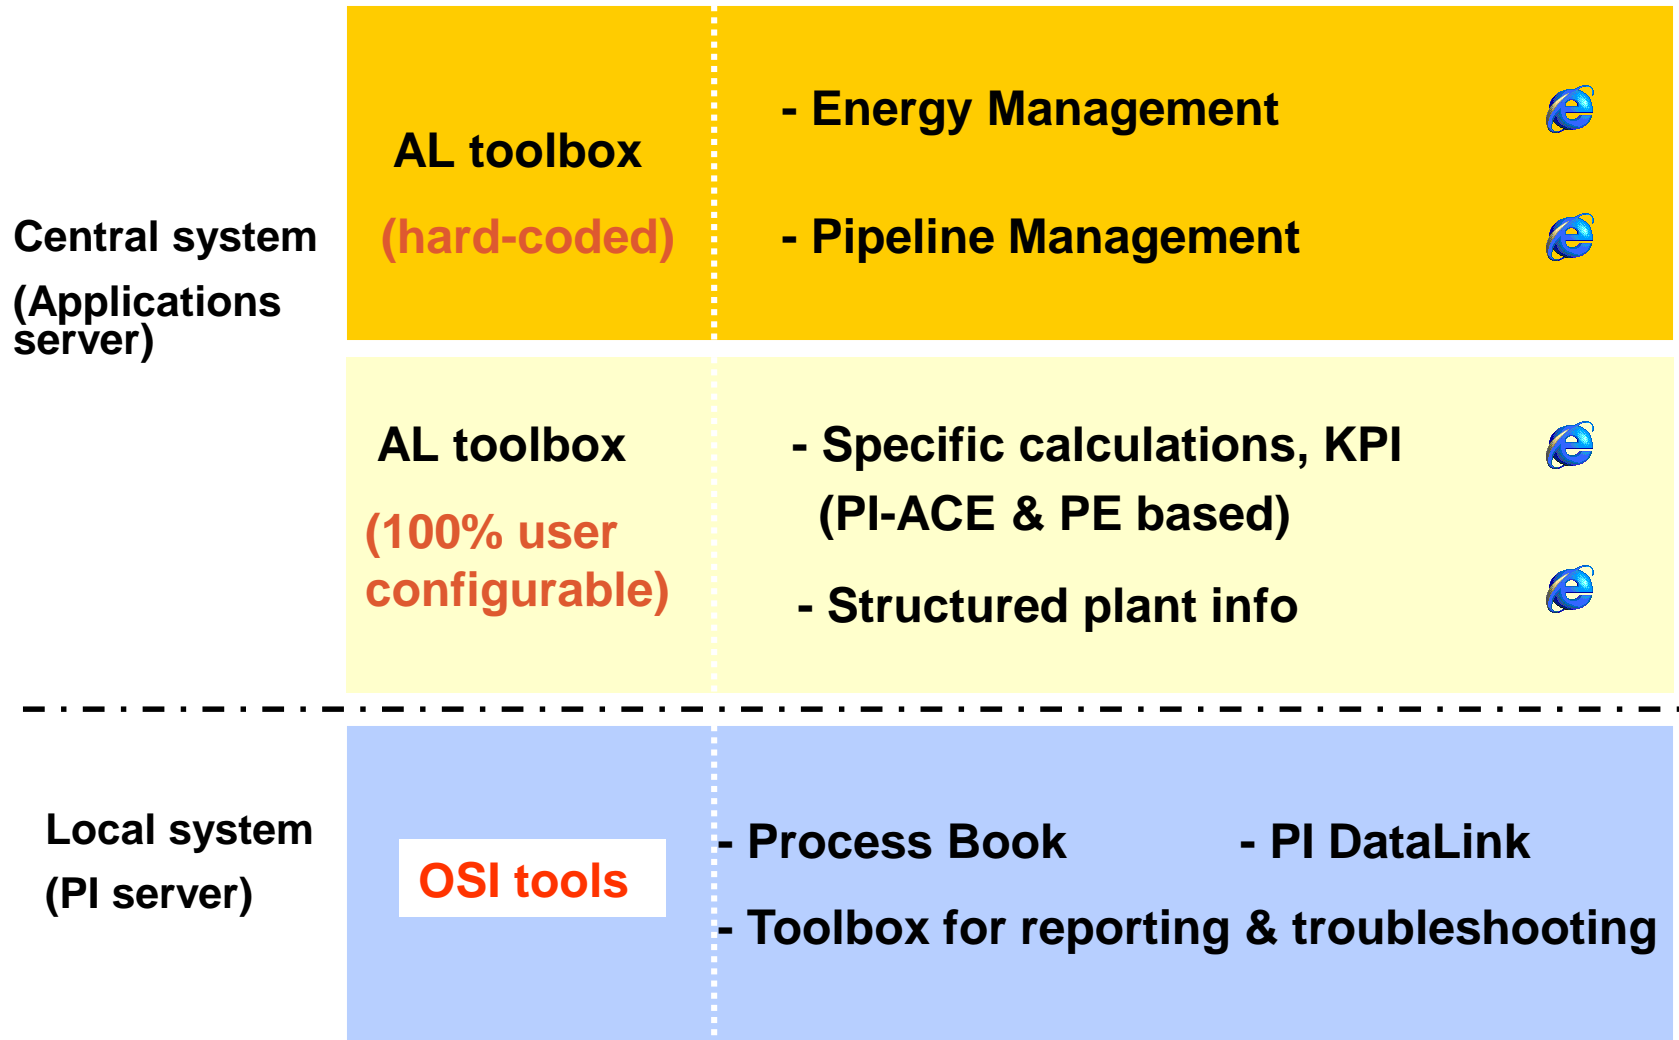 Central system
(Applications
server)
AL toolbox
(hard-coded)
- Energy Management
- Pipeline Management
AL toolbox
(100% user
configurable)
- Specific calculations, KPI
(PI-ACE & PE based)
- Structured plant info
Local system
(PI server)
OSI tools
- Process Book - PI DataLink
- Toolbox for reporting & troubleshooting